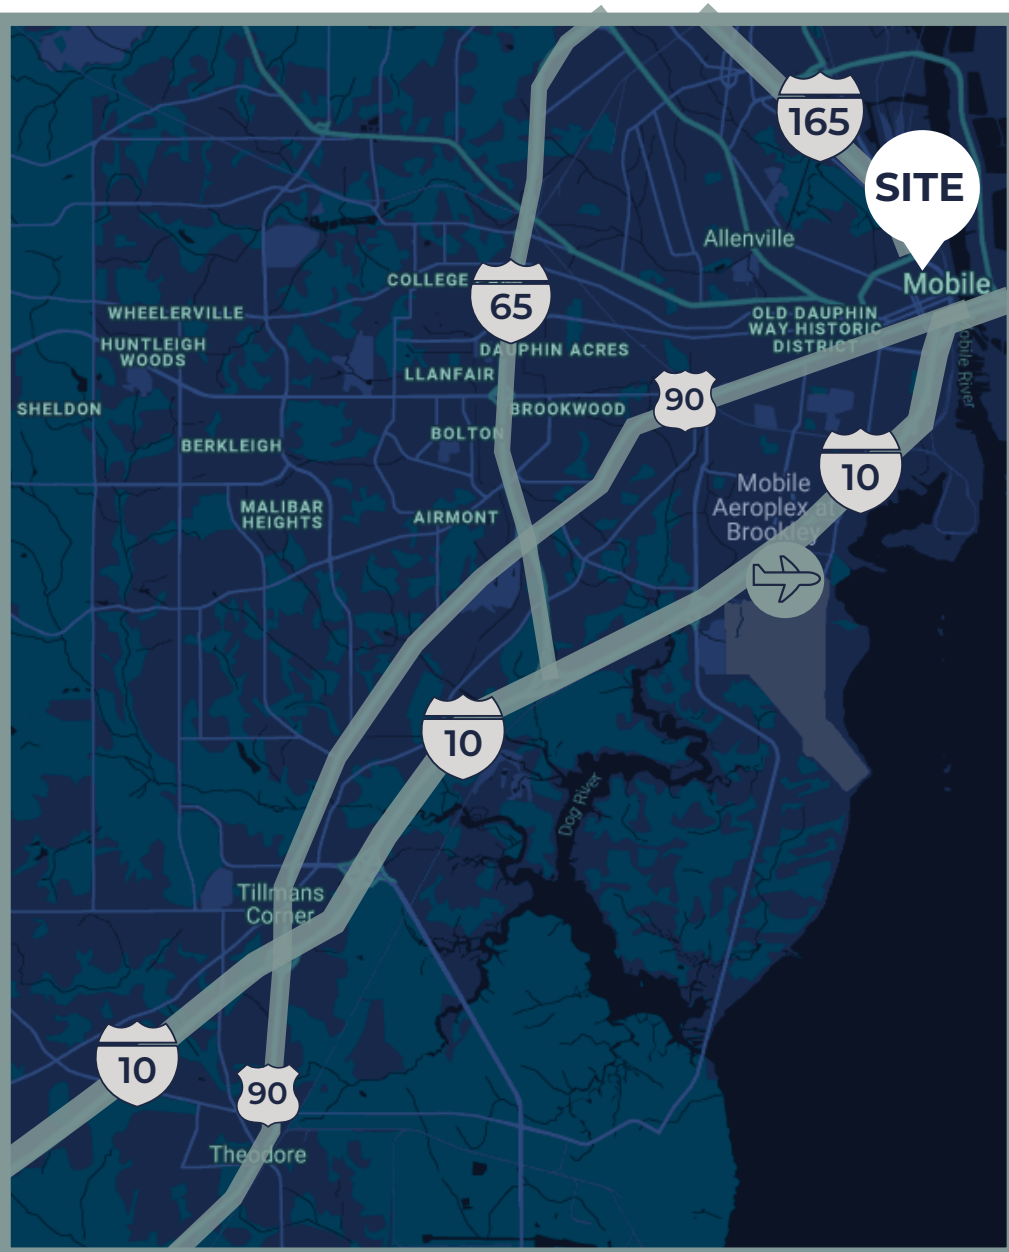 165
SITE
Allenville
COLLEGE
Mobile
65
WHEELERVILLE
OLD DAUPHIN
WAY HISTORIC
DISTRICT
HUNTLEIGH
WOODS
DAUPHIN ACRES
obile River
LLANFAIR
90
SHELDON
BROOKWOOD
BOLTON
BERKLEIGH
10
Mobile
Aeroplex at
Brookley
MALIBAR
HEIGHTS
AIRMONT
10
Dog River
Tillmans
Corner
10
90
Theodore